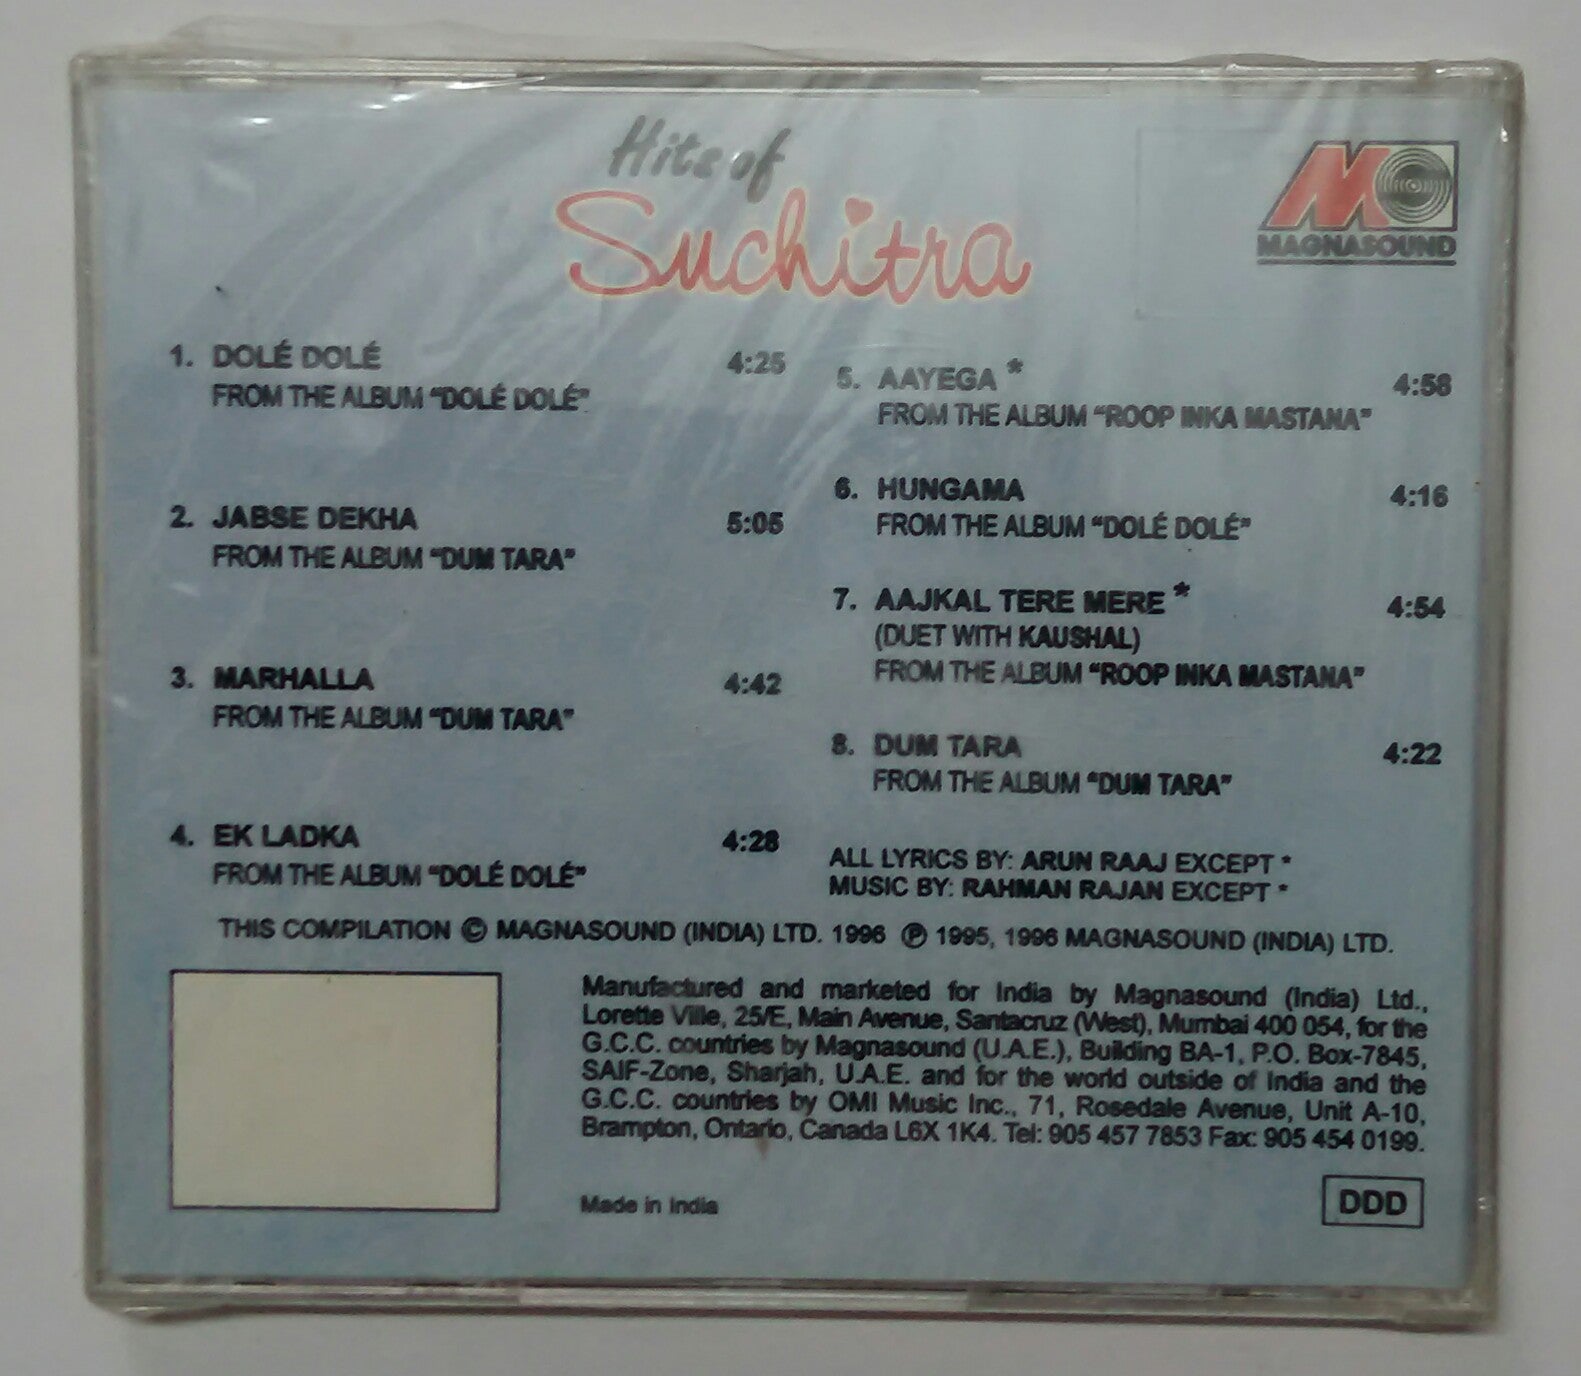 Hits of
Suchitra
MAGNASOUND
1. DOLÉ DOLÉ 4:25
FROM THE ALBUM “DOLÉ DOLÉ”
2. JABSE DEKHA 5:05
FROM THE ALBUM “DUM TARA”
3. MARHALLA 4:42
FROM THE ALBUM “DUM TARA”
4. EK LADKA 4:28
FROM THE ALBUM “DOLÉ DOLÉ”
5. AAYEGA * 4:58
FROM THE ALBUM “ROOP INKA MASTANA”
6. HUNGAMA 4:16
FROM THE ALBUM “DOLÉ DOLÉ”
7. AAJKAL TERE MERE * 4:54
(DUET WITH KAUSHAL)
FROM THE ALBUM “ROOP INKA MASTANA”
8. DUM TARA 4:22
FROM THE ALBUM “DUM TARA”
ALL LYRICS BY: ARUN RAAJ EXCEPT *
MUSIC BY: RAHMAN RAJAN EXCEPT *
THIS COMPILATION © MAGNASOUND (INDIA) LTD. 1996 ℗ 1995, 1996 MAGNASOUND (INDIA) LTD.
Manufactured and marketed for India by Magnasound (India) Ltd.,
Lorette Ville, 25/E, Main Avenue, Santacruz (West), Mumbai 400 054, for the
G.C.C. countries by Magnasound (U.A.E.), Building BA-1, P.O. Box-7845,
SAIF-Zone, Sharjah, U.A.E. and for the world outside of India and the
G.C.C. countries by OMI Music Inc., 71, Rosedale Avenue, Unit A-10,
Brampton, Ontario, Canada L6X 1K4. Tel: 905 457 7853 Fax: 905 454 0199.
Made in India
DDD